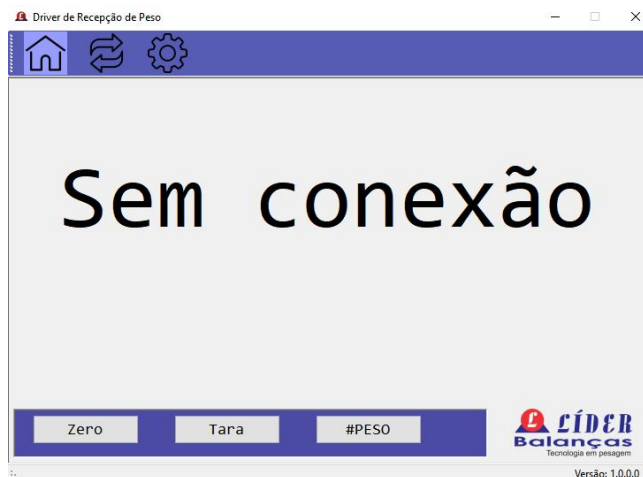 Driver de Recepção de Peso
Sem conexão
Zero Tara #PESO
L LÍDER
Balanças
Tecnologia em pesagem
Versão: 1.0.0.0